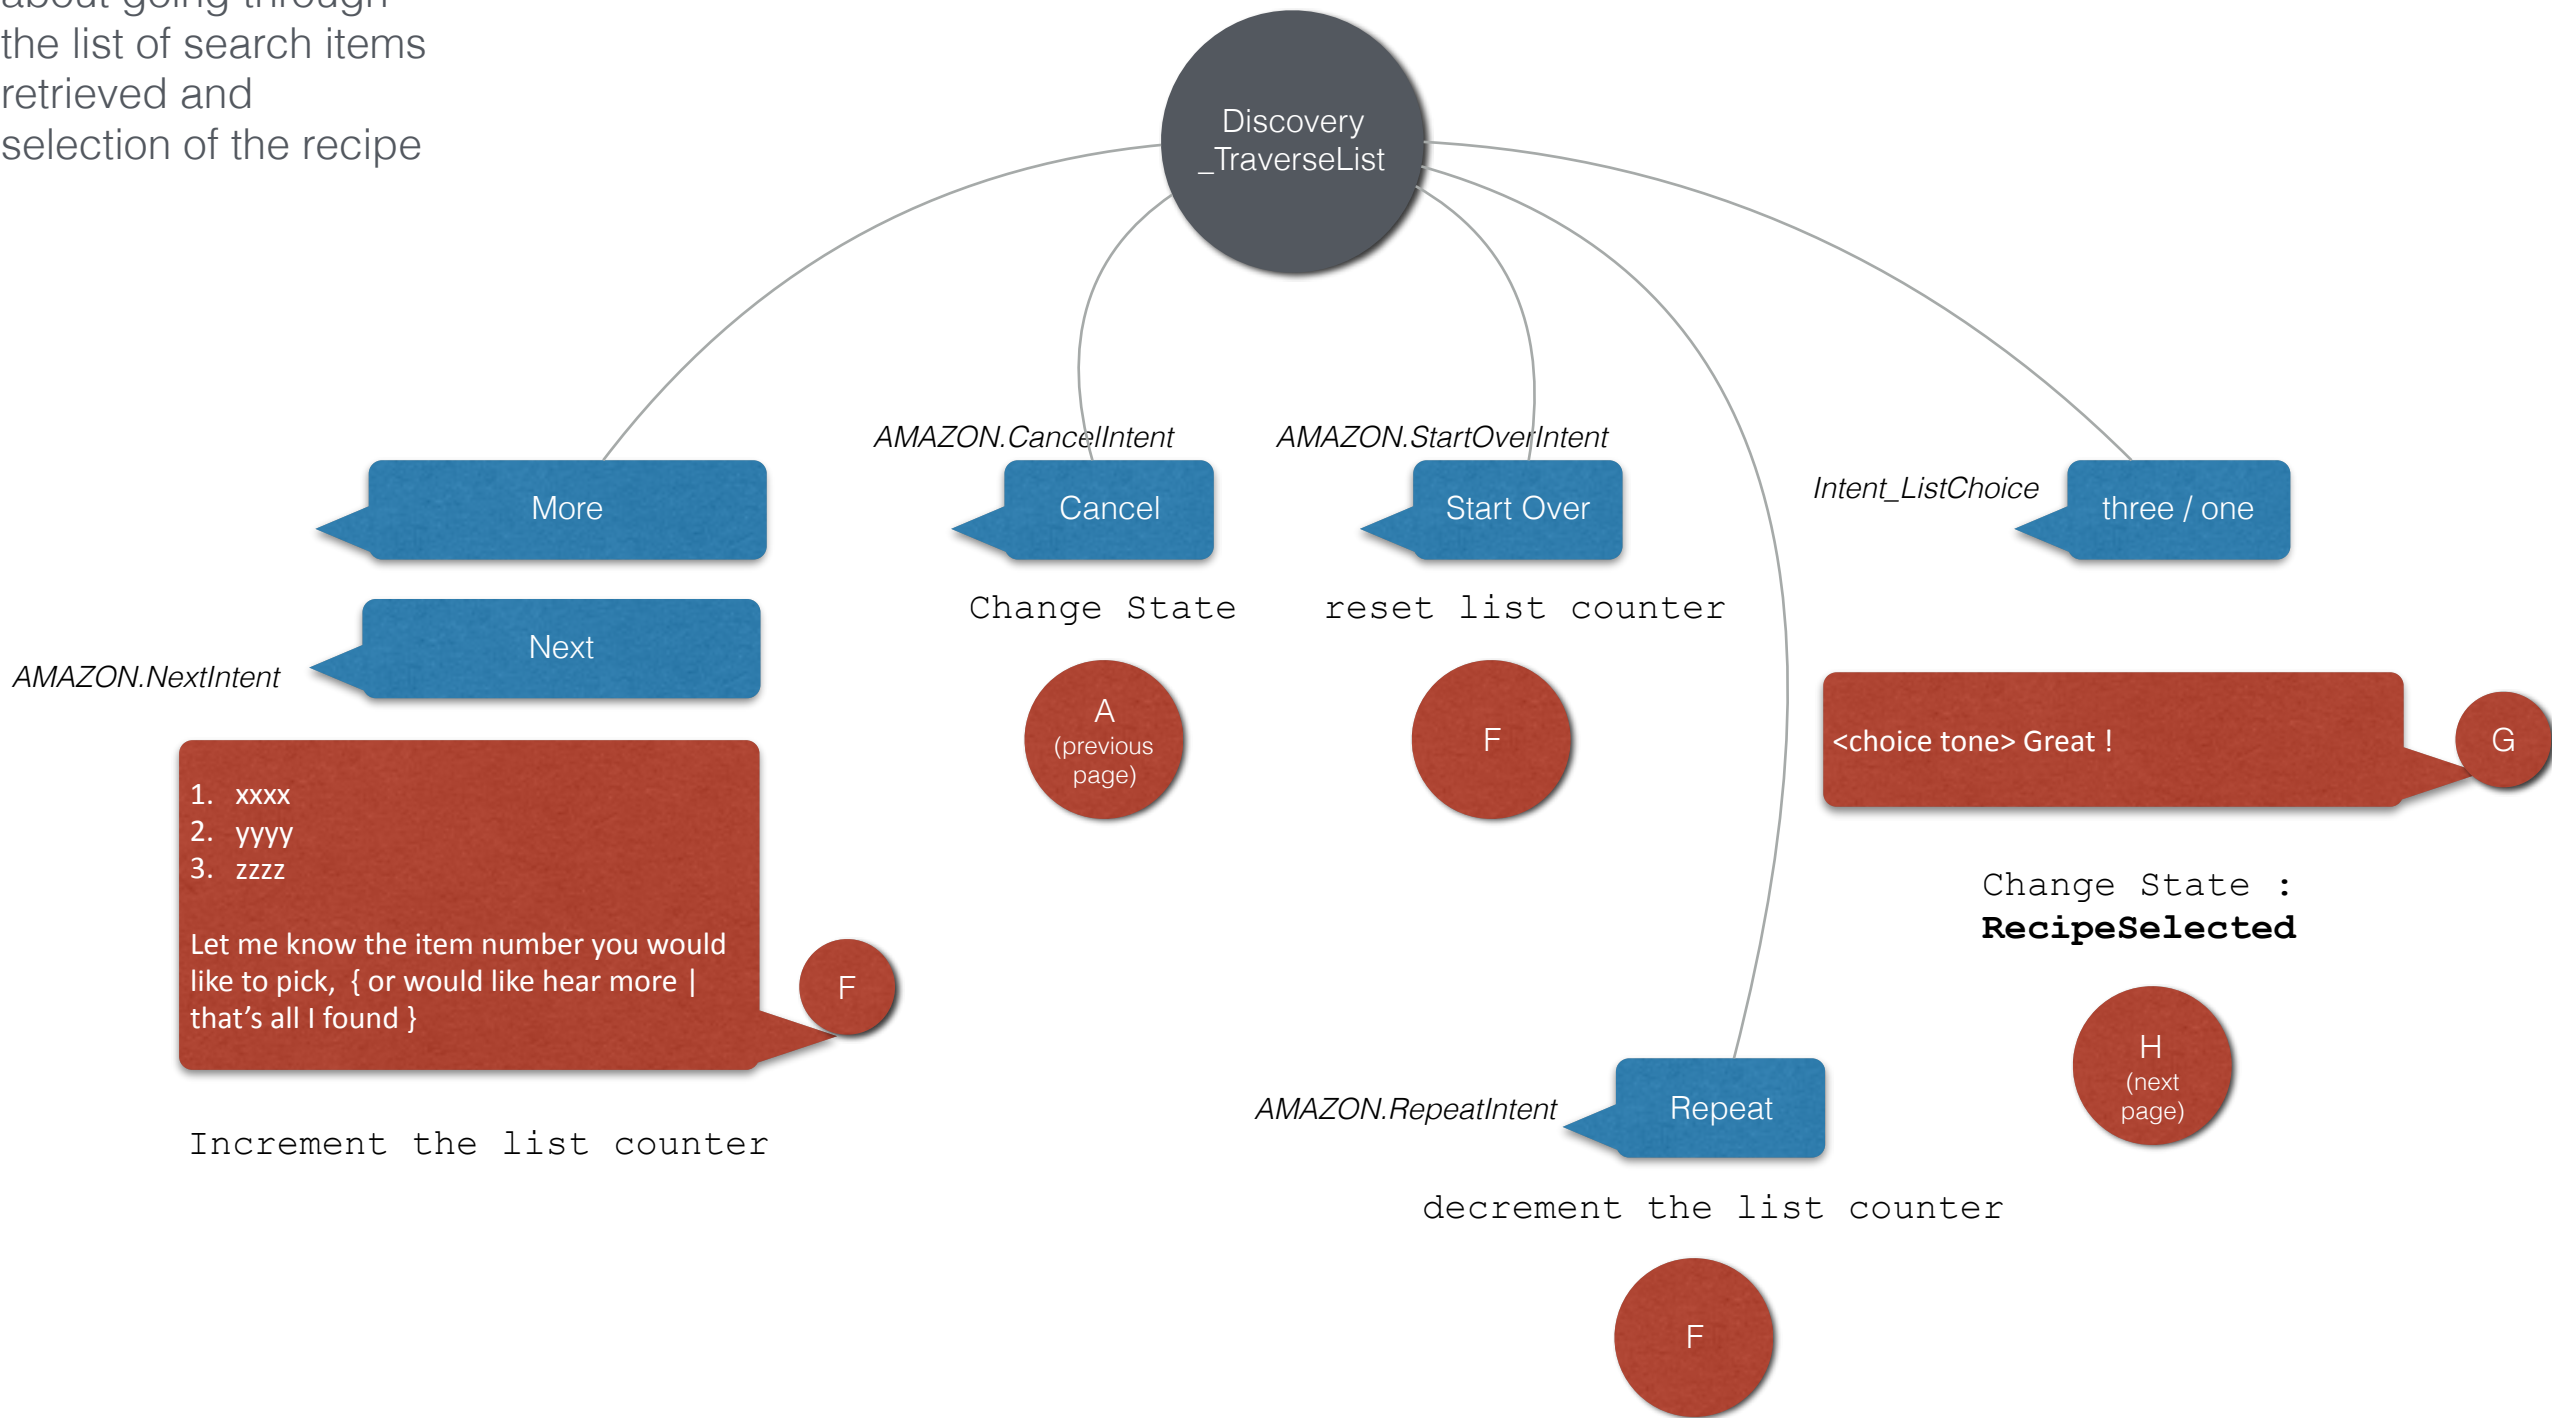 about going through
the list of search items
retrieved and
selection of the recipe
Discovery
_TraverseList
AMAZON.CancelIntent
AMAZON.StartOverIntent
More
Cancel
Start Over
Intent_ListChoice
three / one
Change State
reset list counter
Next
AMAZON.NextIntent
A
(previous
page)
F
<choice tone> Great !
G
1. xxxx
2. yyyy
3. zzzz
Let me know the item number you would
like to pick, { or would like hear more |
that’s all I found }
F
Change State :
RecipeSelected
H
(next
page)
Increment the list counter
AMAZON.RepeatIntent
Repeat
decrement the list counter
F